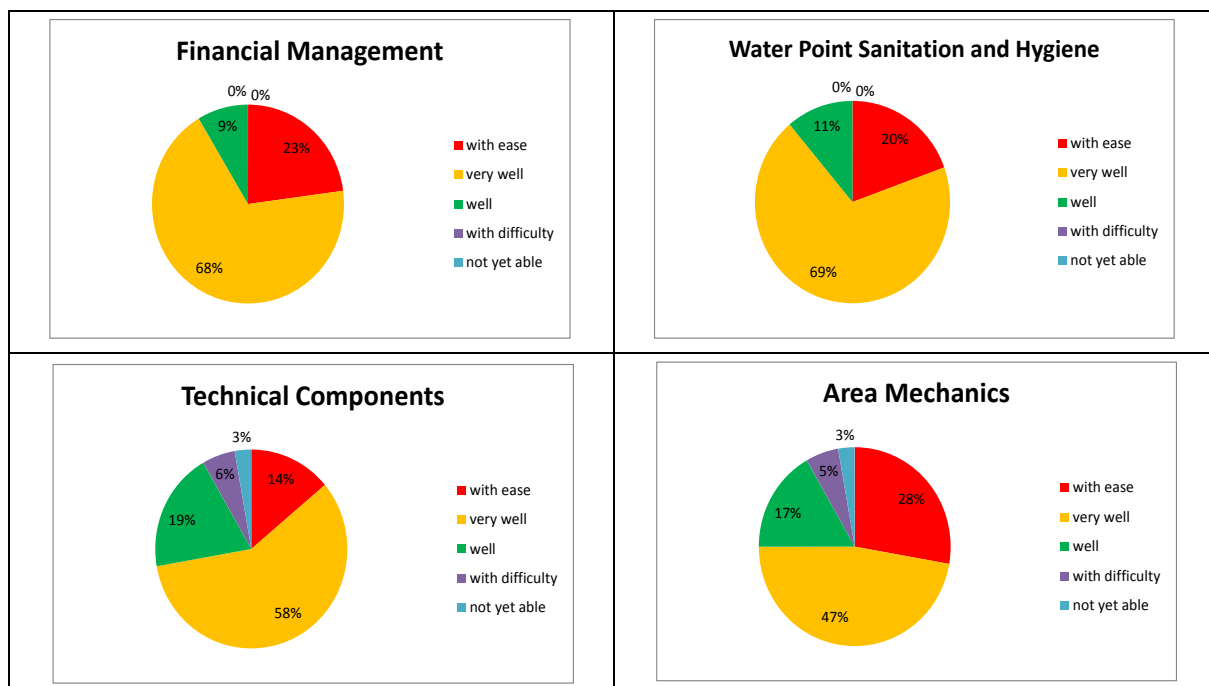 Financial Management
0% 0%
9%
23%
68%
with ease
very well
well
with difficulty
not yet able
Water Point Sanitation and Hygiene
0% 0%
11%
20%
69%
with ease
very well
well
with difficulty
not yet able
Technical Components
3%
6%
14%
19%
58%
with ease
very well
well
with difficulty
not yet able
Area Mechanics
3%
5%
28%
17%
47%
with ease
very well
well
with difficulty
not yet able